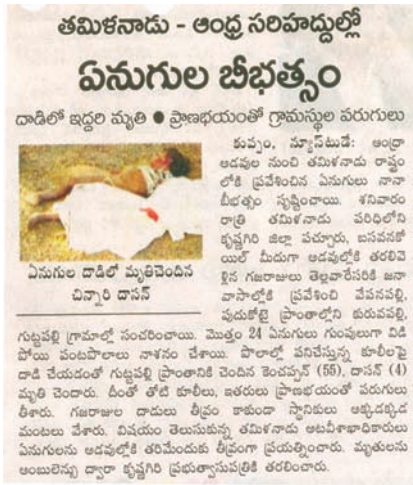 తమిళనాడు - ఆంధ్ర సరిహద్దుల్లో
ఏనుగుల బీభత్సం
దాడిలో ఇద్దరి మృతి ● ప్రాణభయంతో గ్రామస్థుల పరుగులు
ఏనుగుల దాడిలో మృతిచెందిన
చిన్నారి దాసన్
కుప్పం, న్యూస్‌టుడే: ఆంధ్రా
అడవుల నుంచి తమిళనాడు రాష్ట్రం
లోకి ప్రవేశించిన ఏనుగులు నానా
బీభత్సం సృష్టించాయి. శనివారం
రాత్రి తమిళనాడు పరిధిలోని
కృష్ణగిరి జిల్లా పచ్చూరు, బసవనకో
యిల్ మీదుగా అడవుల్లోకి తరలివె
ళ్లిన గజరాజులు తెల్లవారేసరికి జనా
వాసాల్లోకి ప్రవేశించి వేపనపల్లి,
పుదుకోట్టై ప్రాంతాల్లోని కురువపల్లి,
గుట్టపల్లి గ్రామాల్లో సంచరించాయి. మొత్తం 24 ఏనుగులు గుంపులుగా విడి
పోయి పంటపొలాలు నాశనం చేశాయి. పొలాల్లో పనిచేస్తున్న కూలీలపై
దాడి చేయడంతో గుట్టపల్లి ప్రాంతానికి చెందిన కెంచప్పన్ (55), దాసన్ (4)
మృతి చెందారు. దీంతో తోటి కూలీలు, ఇతరులు ప్రాణభయంతో పరుగులు
తీశారు. గజరాజుల దాడులు తీవ్రం కాకుండా స్థానికులు అక్కడక్కడ
మంటలు వేశారు. విషయం తెలుసుకున్న తమిళనాడు అటవీశాఖాధికారులు
ఏనుగులను అడవుల్లోకి తరిమేందుకు తీవ్రంగా ప్రయత్నించారు. మృతులను
అంబులెన్సు ద్వారా కృష్ణగిరి ప్రభుత్వాసుపత్రికి తరలించారు.